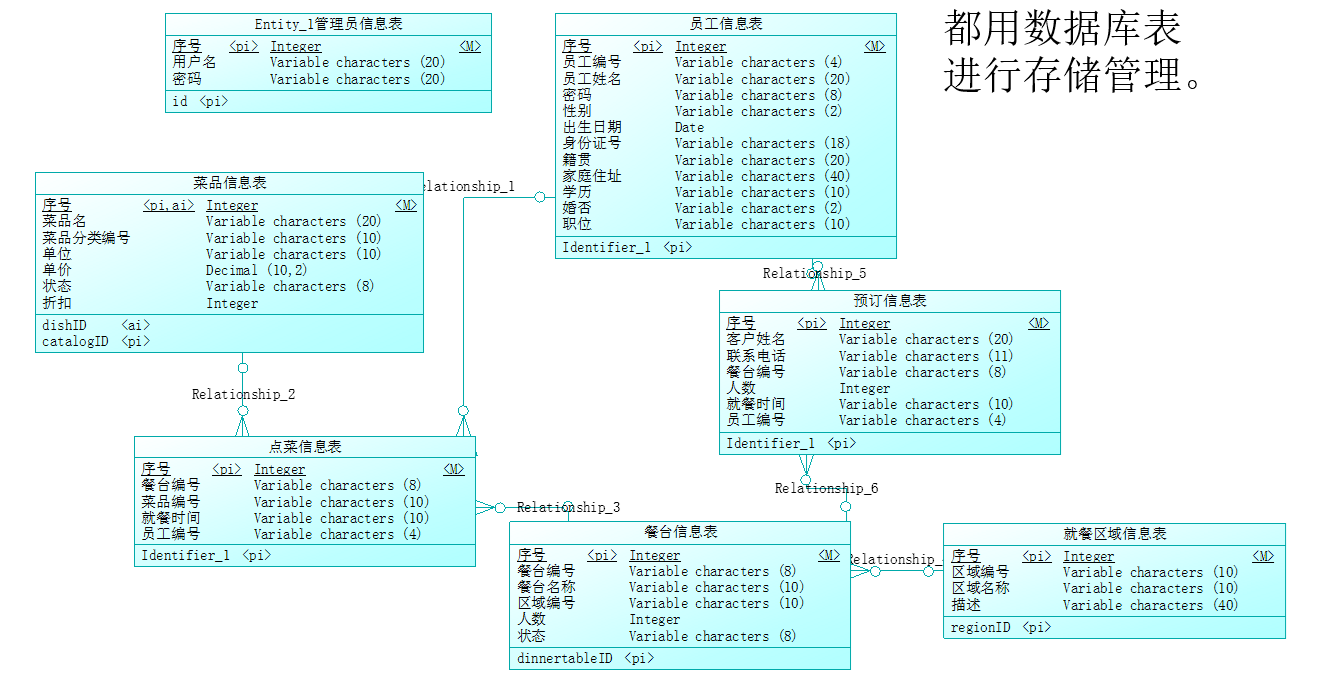 都用数据库表
进行存储管理。
Entity_1管理员信息表
序号 <pi> Integer <M>
用户名 Variable characters (20)
密码 Variable characters (20)
id <pi>
员工信息表
序号 <pi> Integer <M>
员工编号 Variable characters (4)
员工姓名 Variable characters (20)
密码 Variable characters (8)
性别 Variable characters (2)
出生日期 Date
身份证号 Variable characters (18)
籍贯 Variable characters (20)
家庭住址 Variable characters (40)
学历 Variable characters (10)
婚否 Variable characters (2)
职位 Variable characters (10)
Identifier_1 <pi>
菜品信息表
序号 <pi,ai> Integer <M>
菜品名 Variable characters (20)
菜品分类编号 Variable characters (10)
单位 Variable characters (10)
单价 Decimal (10,2)
状态 Variable characters (8)
折扣 Integer
dishID <ai>
catalogID <pi>
elationship_1
Relationship_5
预订信息表
序号 <pi> Integer <M>
客户姓名 Variable characters (20)
联系电话 Variable characters (11)
餐台编号 Variable characters (8)
人数 Integer
就餐时间 Variable characters (10)
员工编号 Variable characters (4)
Identifier_1 <pi>
Relationship_2
点菜信息表
序号 <pi> Integer <M>
餐台编号 Variable characters (8)
菜品编号 Variable characters (10)
就餐时间 Variable characters (10)
员工编号 Variable characters (4)
Identifier_1 <pi>
Relationship_3
Relationship_6
餐台信息表
序号 <pi> Integer <M>
餐台编号 Variable characters (8)
餐台名称 Variable characters (10)
区域编号 Variable characters (10)
人数 Integer
状态 Variable characters (8)
dinnertableID <pi>
elationship_
就餐区域信息表
序号 <pi> Integer <M>
区域编号 Variable characters (10)
区域名称 Variable characters (10)
描述 Variable characters (40)
regionID <pi>